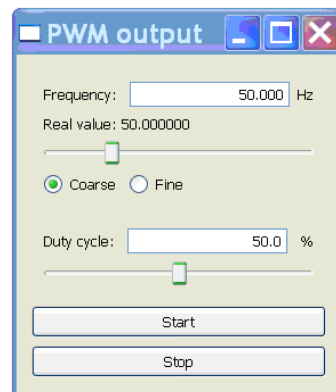 PWM output
Frequency: 50.000 Hz
Real value: 50.000000
Coarse Fine
Duty cycle: 50.0 %
Start
Stop